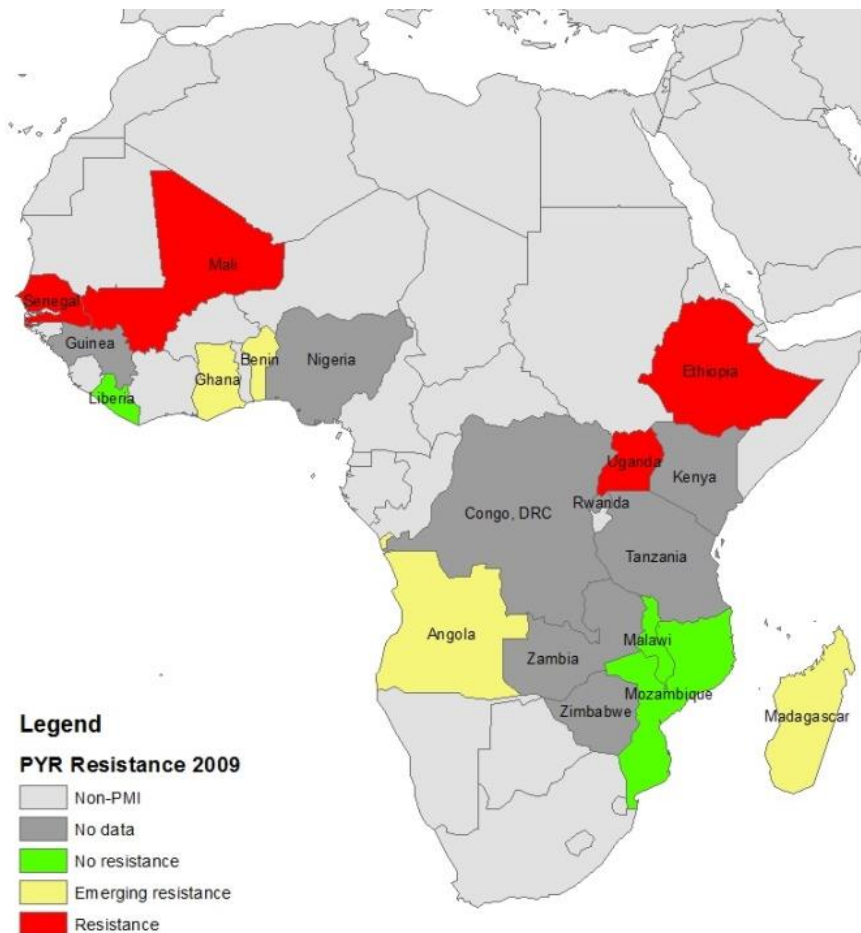 Mali
Senegal
Guinea
Liberia
Ghana
Benin
Nigeria
Ethiopia
Uganda
Kenya
Rwanda
Congo, DRC
Tanzania
Angola
Zambia
Malawi
Mozambique
Zimbabwe
Madagascar
Legend
PYR Resistance 2009
Non-PMI
No data
No resistance
Emerging resistance
Resistance